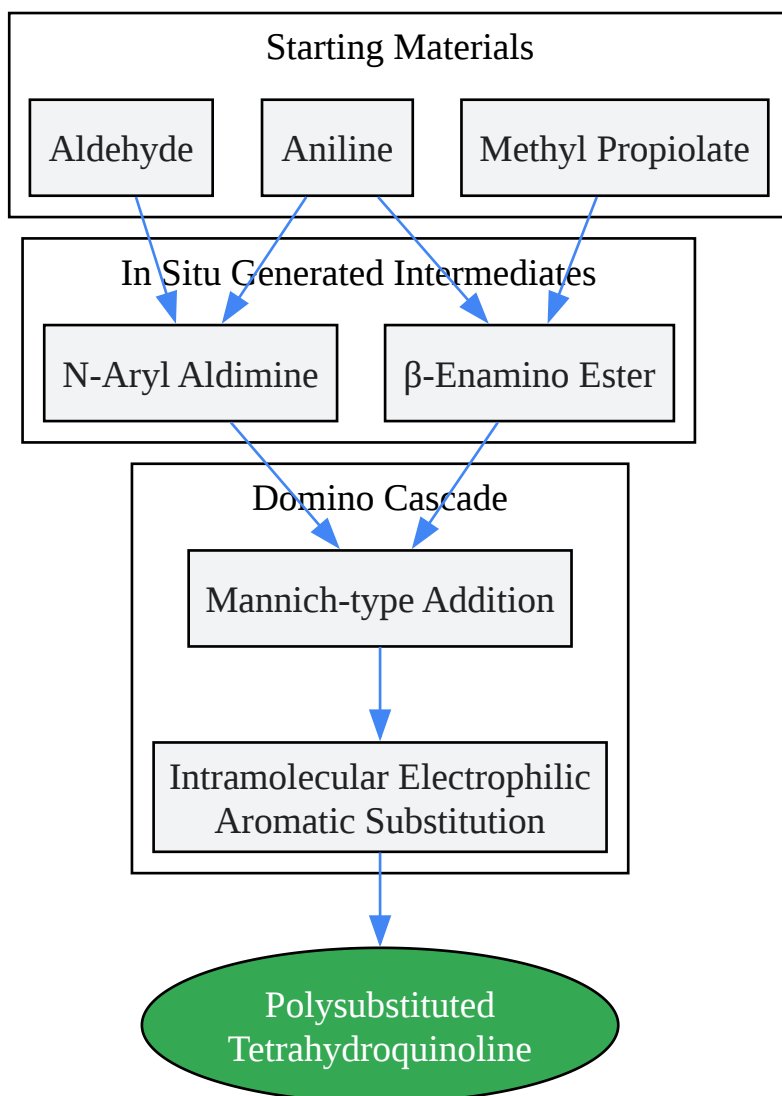 Starting Materials
Aldehyde
Aniline
Methyl Propiolate
In Situ Generated Intermediates
N-Aryl Aldimine
β-Enamino Ester
Domino Cascade
Mannich-type Addition
Intramolecular Electrophilic
Aromatic Substitution
Polysubstituted
Tetrahydroquinoline